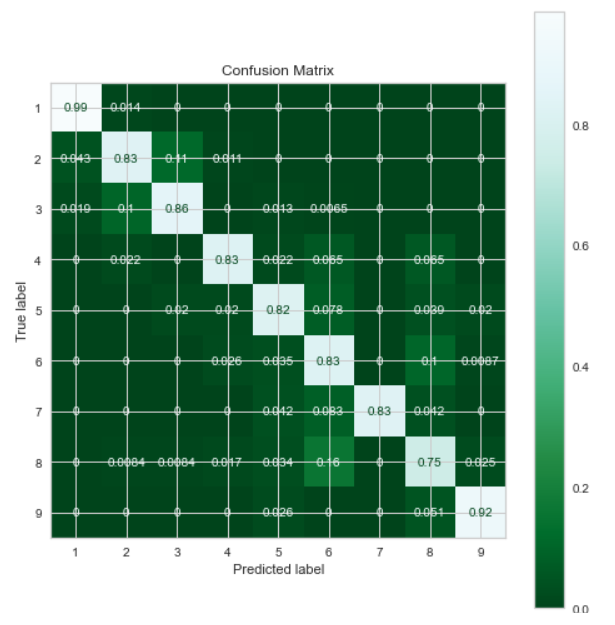 Confusion Matrix
1 0.99 0.014 0 0 0 0 0 0 0
2 0.043 0.83 0.11 0.011 0 0 0 0 0
3 0.019 0.1 0.86 0 0.013 0.0065 0 0 0
4 0 0.022 0 0.83 0.022 0.065 0 0.065 0
5 0 0 0.02 0.02 0.82 0.078 0 0.039 0.02
6 0 0 0 0.026 0.035 0.83 0 0.1 0.0087
7 0 0 0 0 0.042 0.083 0.83 0.042 0
8 0 0.0084 0.0084 0.017 0.034 0.16 0 0.75 0.025
9 0 0 0 0 0.026 0 0 0.051 0.92
1 2 3 4 5 6 7 8 9
Predicted label
True label
0.8
0.6
0.4
0.2
0.0